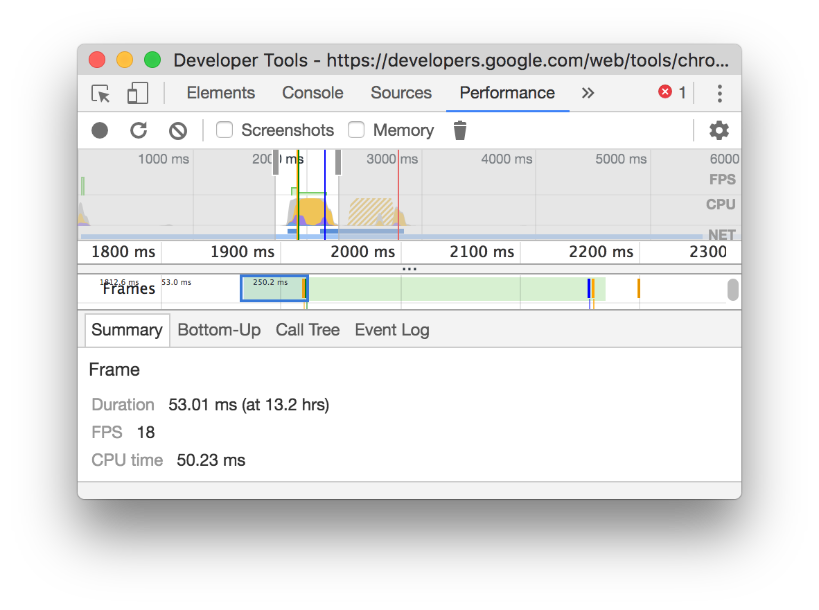 Developer Tools - https://developers.google.com/web/tools/chro...
Elements Console Sources Performance » 1
Screenshots Memory
1000 ms 2000 ms 3000 ms 4000 ms 5000 ms 6000
FPS
CPU
NET
1800 ms 1900 ms 2000 ms 2100 ms 2200 ms 2300
...
1812.6 ms 53.0 ms 250.2 ms
Frames
Summary Bottom-Up Call Tree Event Log
Frame
Duration 53.01 ms (at 13.2 hrs)
FPS 18
CPU time 50.23 ms